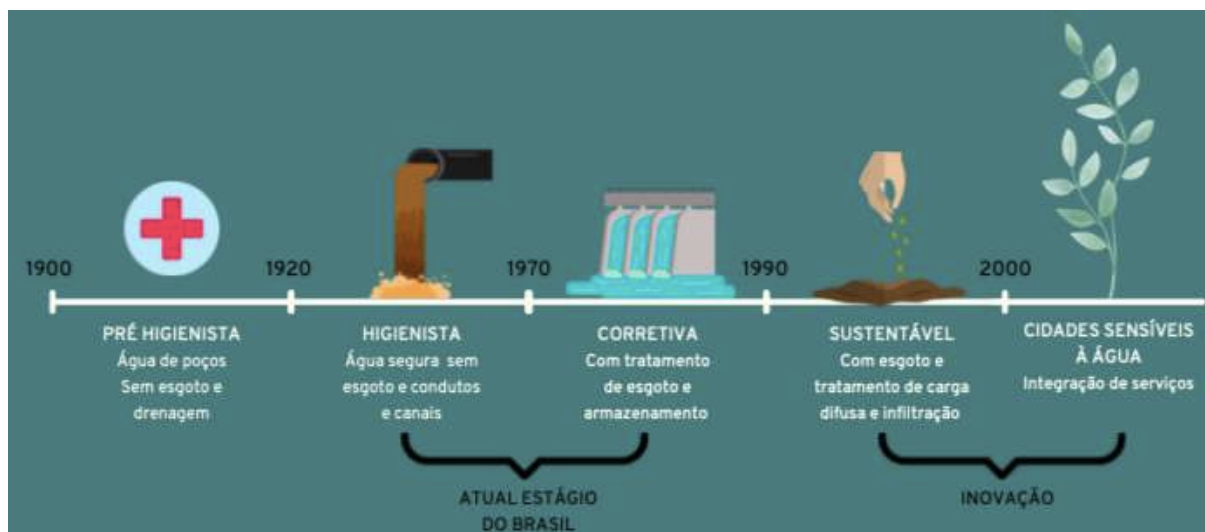 1900
1920
1970
1990
2000
PRÉ HIGIENISTA
Água de poços
Sem esgoto e
drenagem
HIGIENISTA
Água segura sem
esgoto e condutos
e canais
CORRETIVA
Com tratamento
de esgoto e
armazenamento
SUSTENTÁVEL
Com esgoto e
tratamento de carga
difusa e infiltração
CIDADES SENSÍVEIS
À ÁGUA
Integração de serviços
ATUAL ESTÁGIO
DO BRASIL
INOVAÇÃO